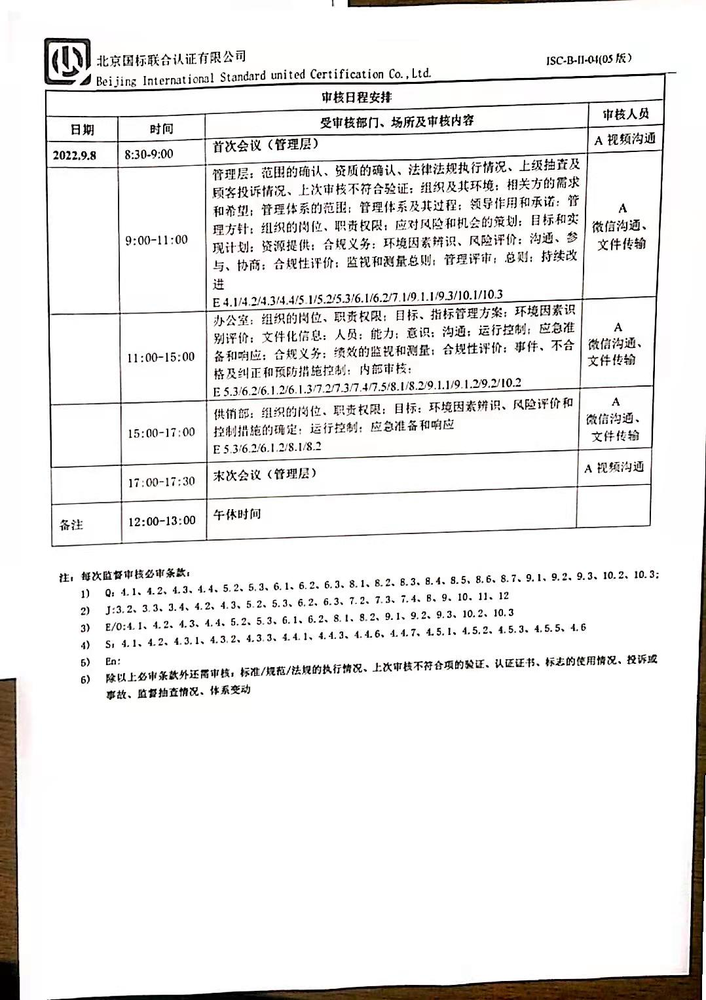 北京国标联合认证有限公司
ISC-B-II-04(05版)
Beijing International Standard united Certification Co.,Ltd.
审核日程安排
日期 时间 受审核部门、场所及审核内容 审核人员
2022.9.8 8:30-9:00 首次会议（管理层） A 视频沟通
管理层：范围的确认、资质的确认、法律法规执行情况、上级抽查及
顾客投诉情况、上次审核不符合验证；组织及其环境；相关方的需求
和希望；管理体系的范围；管理体系及其过程；领导作用和承诺；管
理方针；组织的岗位、职责权限；应对风险和机会的策划；目标和实
现计划；资源提供；合规义务；环境因素辨识、风险评价；沟通、参
与、协商；合规性评价；监视和测量总则；管理评审；总则；持续改
进
E 4.1/4.2/4.3/4.4/5.1/5.2/5.3/6.1/6.2/7.1/9.1.1/9.3/10.1/10.3
9:00-11:00
A
微信沟通、
文件传输
办公室：组织的岗位、职责权限；目标、指标管理方案；环境因素识
别评价；文件化信息；人员；能力；意识；沟通；运行控制；应急准
备和响应；合规义务；绩效的监视和测量；合规性评价；事件、不合
格及纠正和预防措施控制；内部审核；
E 5.3/6.2/6.1.2/6.1.3/7.2/7.3/7.4/7.5/8.1/8.2/9.1.1/9.1.2/9.2/10.2
11:00-15:00
A
微信沟通、
文件传输
供销部：组织的岗位、职责权限；目标；环境因素辨识、风险评价和
控制措施的确定；运行控制；应急准备和响应
E 5.3/6.2/6.1.2/8.1/8.2
15:00-17:00
A
微信沟通、
文件传输
17:00-17:30 末次会议（管理层） A 视频沟通
备注 12:00-13:00 午休时间
注：每次监督审核必审条款：
1) Q：4.1、4.2、4.3、4.4、5.2、5.3、6.1、6.2、6.3、8.1、8.2、8.3、8.4、8.5、8.6、8.7、9.1、9.2、9.3、10.2、10.3；
2) J:3.2、3.3、3.4、4.2、4.3、5.2、5.3、6.2、6.3、7.2、7.3、7.4、8、9、10、11、12
3) E/O:4.1、4.2、4.3、4.4、5.2、5.3、6.1、6.2、8.1、8.2、9.1、9.2、9.3、10.2、10.3
4) S：4.1、4.2、4.3.1、4.3.2、4.3.3、4.4.1、4.4.3、4.4.6、4.4.7、4.5.1、4.5.2、4.5.3、4.5.5、4.6
5) En：
6) 除以上必审条款外还需审核：标准/规范/法规的执行情况、上次审核不符合项的验证、认证证书、标志的使用情况、投诉或
事故、监督抽查情况、体系变动